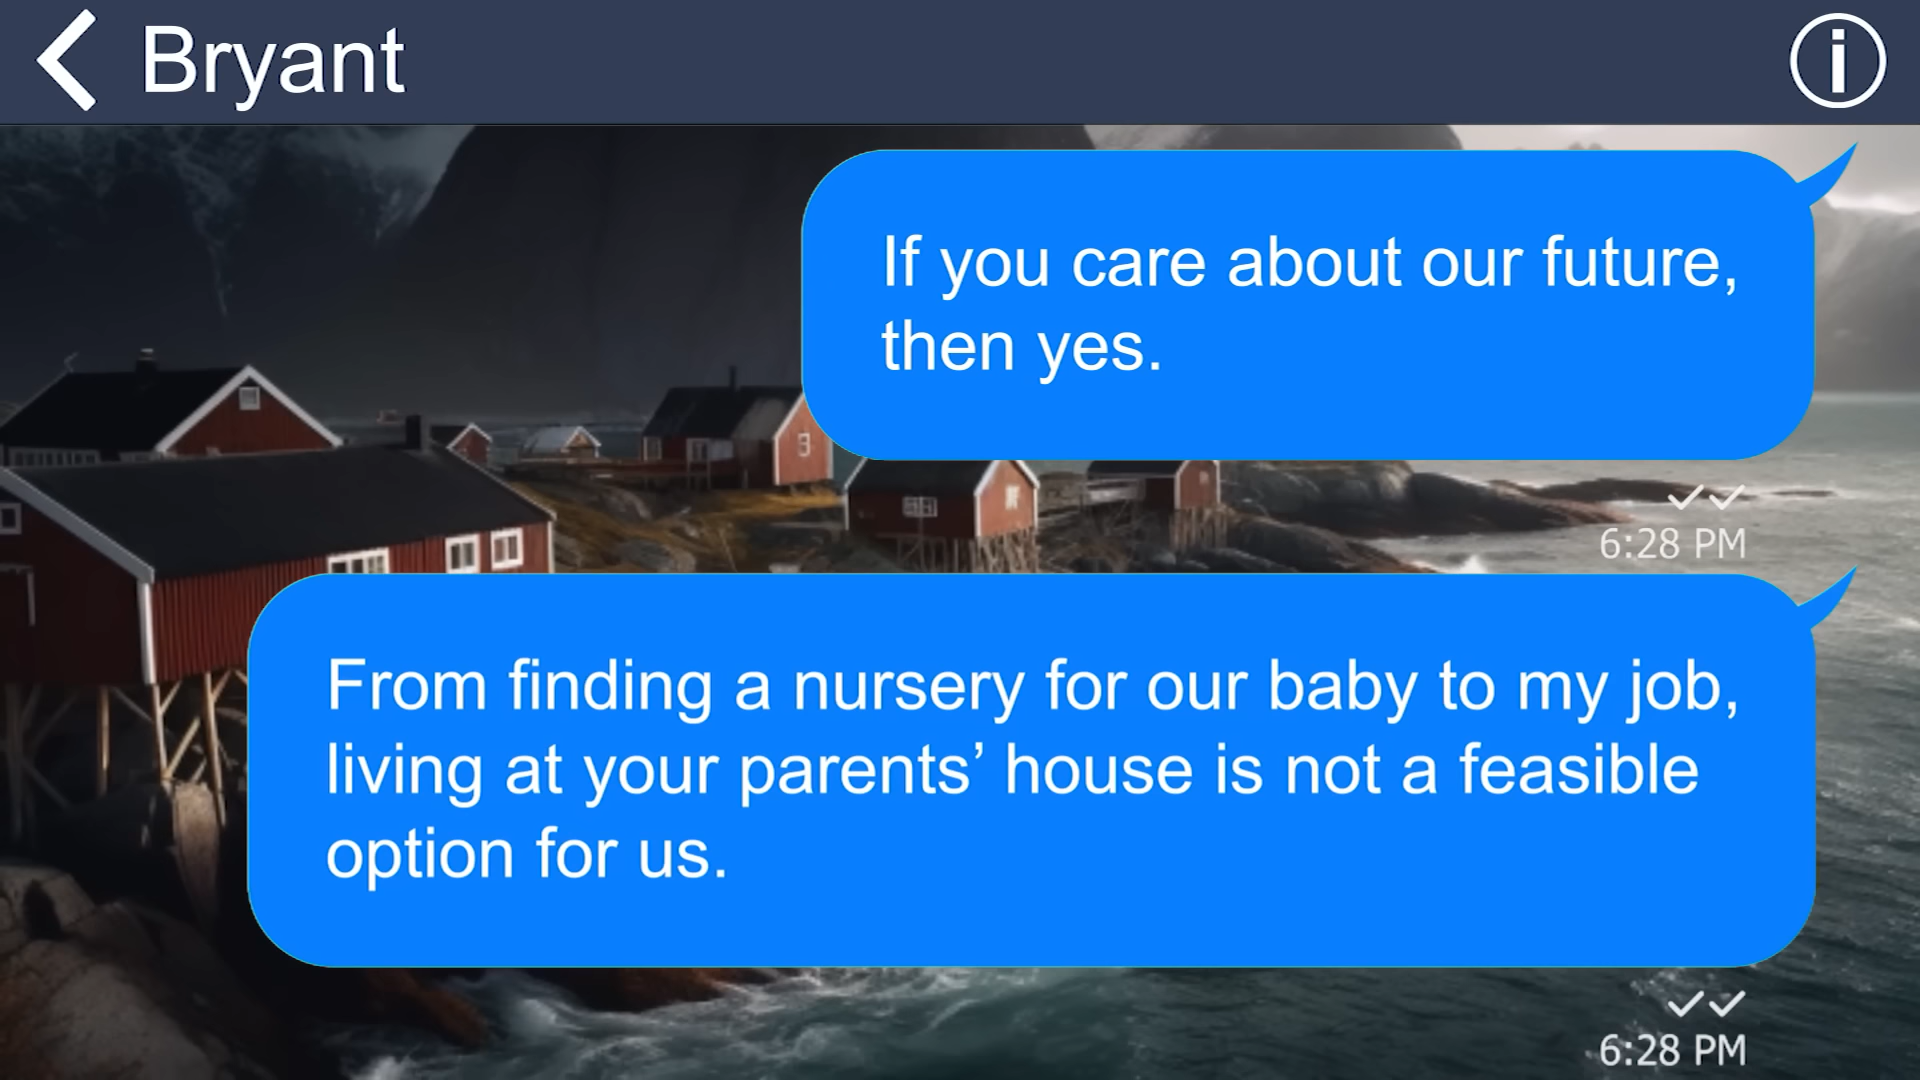 Bryant
If you care about our future,
then yes.
6:28 PM
From finding a nursery for our baby to my job,
living at your parents’ house is not a feasible
option for us.
6:28 PM